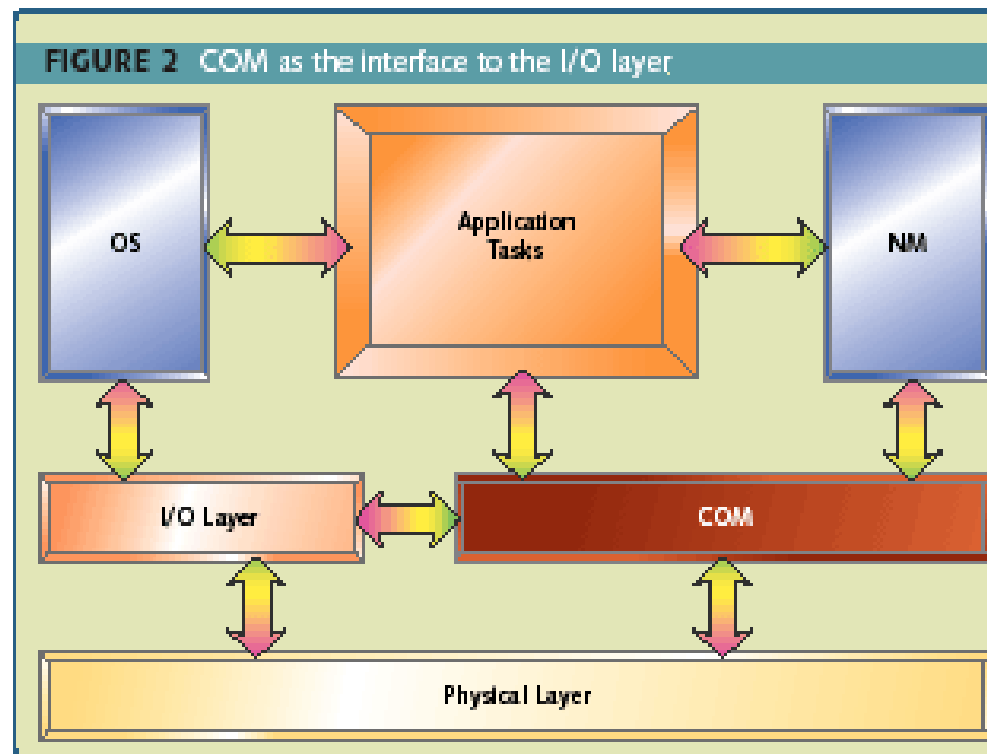 FIGURE 2 COM as the interface to the I/O layer
OS
Application
Tasks
NM
I/O Layer
COM
Physical Layer